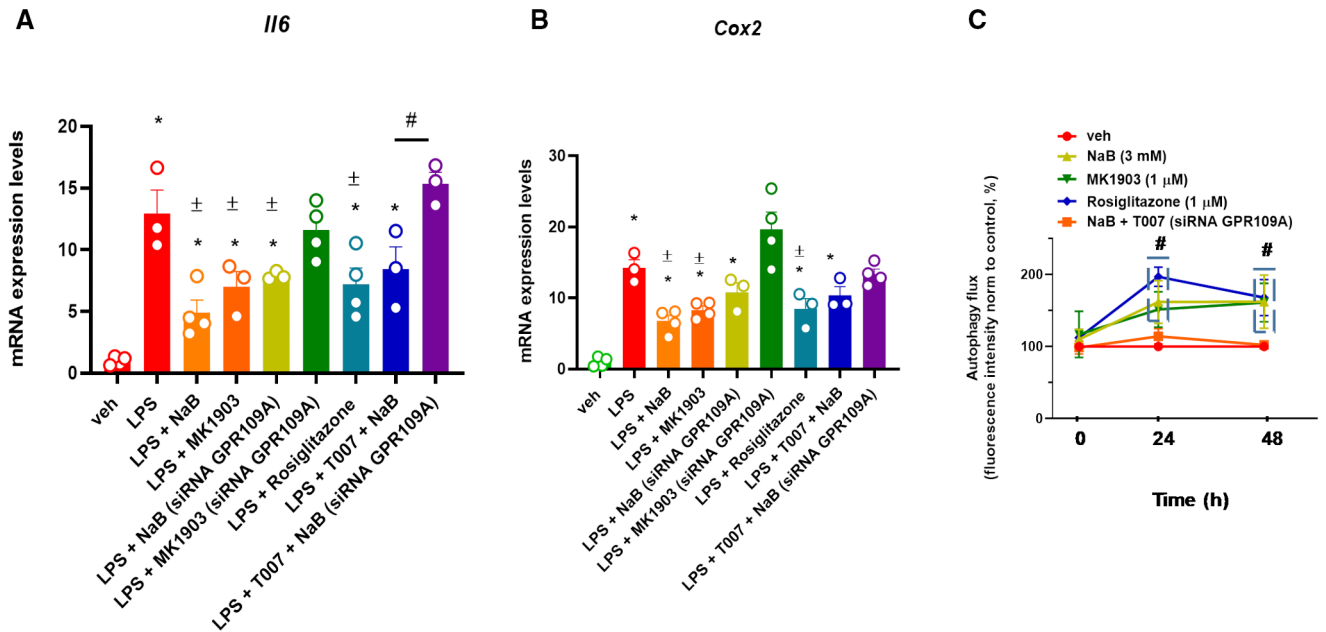 A
Il6
mRNA expression levels
20
15
10
5
0
*
±
*
±
*
±
*
±
*
*
#
veh
LPS
LPS + NaB
LPS + MK1903
LPS + NaB (siRNA GPR109A)
LPS + MK1903 (siRNA GPR109A)
LPS + Rosiglitazone
LPS + T007 + NaB
LPS + T007 + NaB (siRNA GPR109A)
B
Cox2
mRNA expression levels
30
20
10
0
*
±
*
±
*
*
±
*
*
veh
LPS
LPS + NaB
LPS + MK1903
LPS + NaB (siRNA GPR109A)
LPS + MK1903 (siRNA GPR109A)
LPS + Rosiglitazone
LPS + T007 + NaB
LPS + T007 + NaB (siRNA GPR109A)
C
veh
NaB (3 mM)
MK1903 (1 μM)
Rosiglitazone (1 μM)
NaB + T007 (siRNA GPR109A)
Autophagy flux
(fluorescence intensity norm to control, %)
200
100
0
#
#
0
24
48
Time (h)